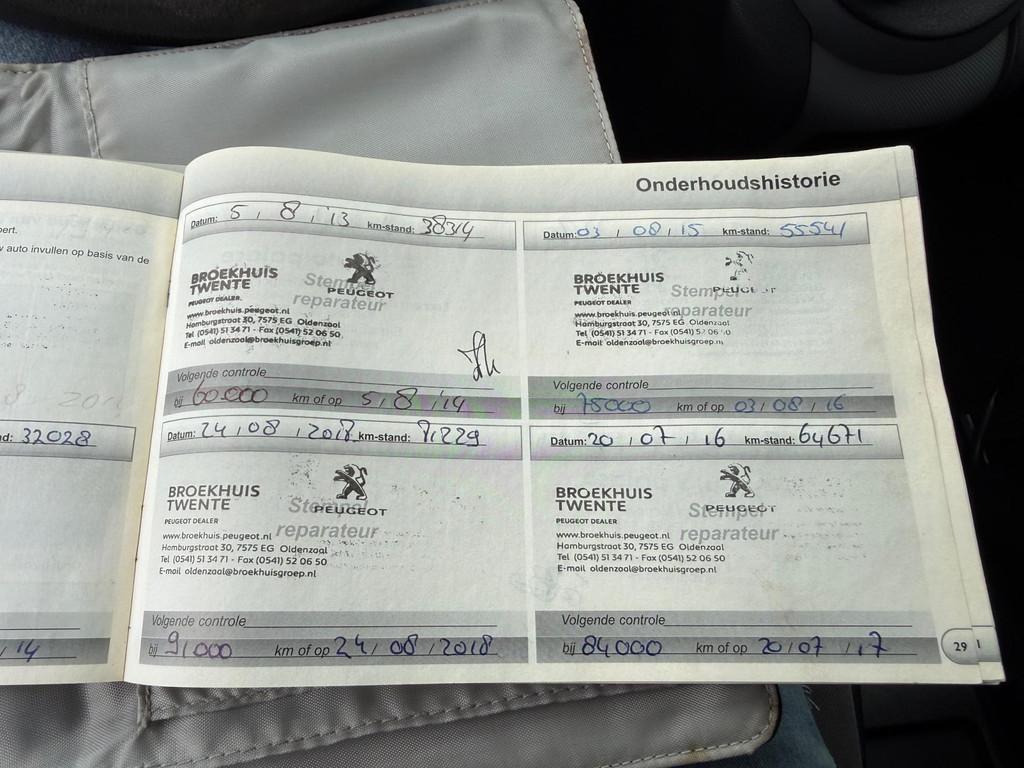 Onderhoudshistorie
pert.
v auto invullen op basis van de
d: 32028
/ 14
Datum: 5 / 8 / '13 km-stand: 38314
BROEKHUIS
TWENTE
PEUGEOT DEALER
Stempel
reparateur
PEUGEOT
www.broekhuis.peugeot.nl
Hamburgstraat 30, 7575 EG Oldenzaal
Tel (0541) 51 34 71 - Fax (0541) 52 06 50
E-mail oldenzaal@broekhuisgroep.nl
Volgende controle
bij 60.000 km of op 5 / 8 / '14
Datum: 03 / 08 / 15 km-stand: 55541
BROEKHUIS
TWENTE
PEUGEOT DEALER
Stempel
reparateur
PEUGEOT
www.broekhuis.peugeot.nl
Hamburgstraat 30, 7575 EG Oldenzaal
Tel (0541) 51 34 71 - Fax (0541) 52 06 50
E-mail oldenzaal@broekhuisgroep.nl
Volgende controle
bij 75000 km of op 03 / 08 / 16
Datum: 24 / 08 / km-stand:
BROEKHUIS
TWENTE
PEUGEOT DEALER
Stempel
reparateur
PEUGEOT
www.broekhuis.peugeot.nl
Hamburgstraat 30, 7575 EG Oldenzaal
Tel (0541) 51 34 71 - Fax (0541) 52 06 50
E-mail oldenzaal@broekhuisgroep.nl
Volgende controle
bij 91000 km of op 24 / 08 / 2018
Datum: 20 / 07 / 16 km-stand: 64671
BROEKHUIS
TWENTE
PEUGEOT DEALER
Stempel
reparateur
PEUGEOT
www.broekhuis.peugeot.nl
Hamburgstraat 30, 7575 EG Oldenzaal
Tel (0541) 51 34 71 - Fax (0541) 52 06 50
E-mail oldenzaal@broekhuisgroep.nl
Volgende controle
bij 84000 km of op 20 / 07 / 17
29